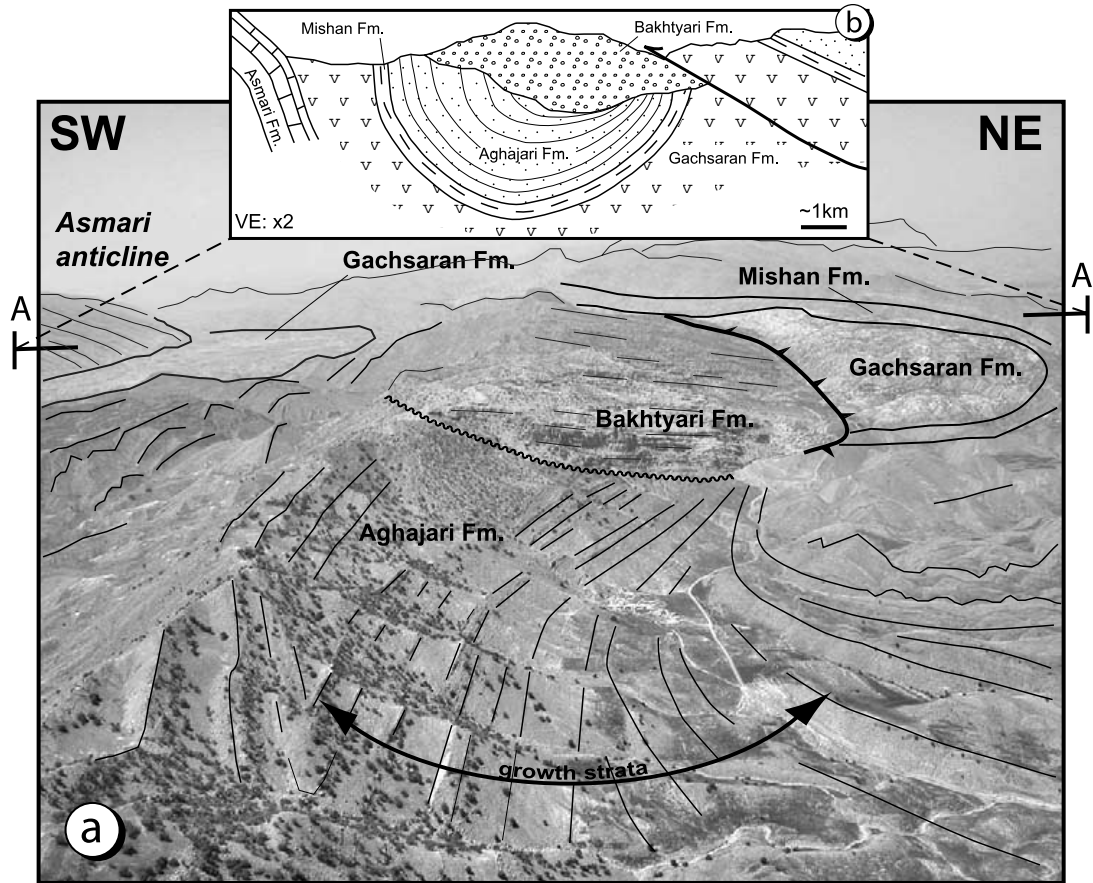 b
Mishan Fm.
Bakhtyari Fm.
Asmari Fm.
Aghajari Fm.
Gachsaran Fm.
VE: x2
~1km
SW
NE
Asmari
anticline
Gachsaran Fm.
Mishan Fm.
A
A
Gachsaran Fm.
Bakhtyari Fm.
Aghajari Fm.
growth strata
a